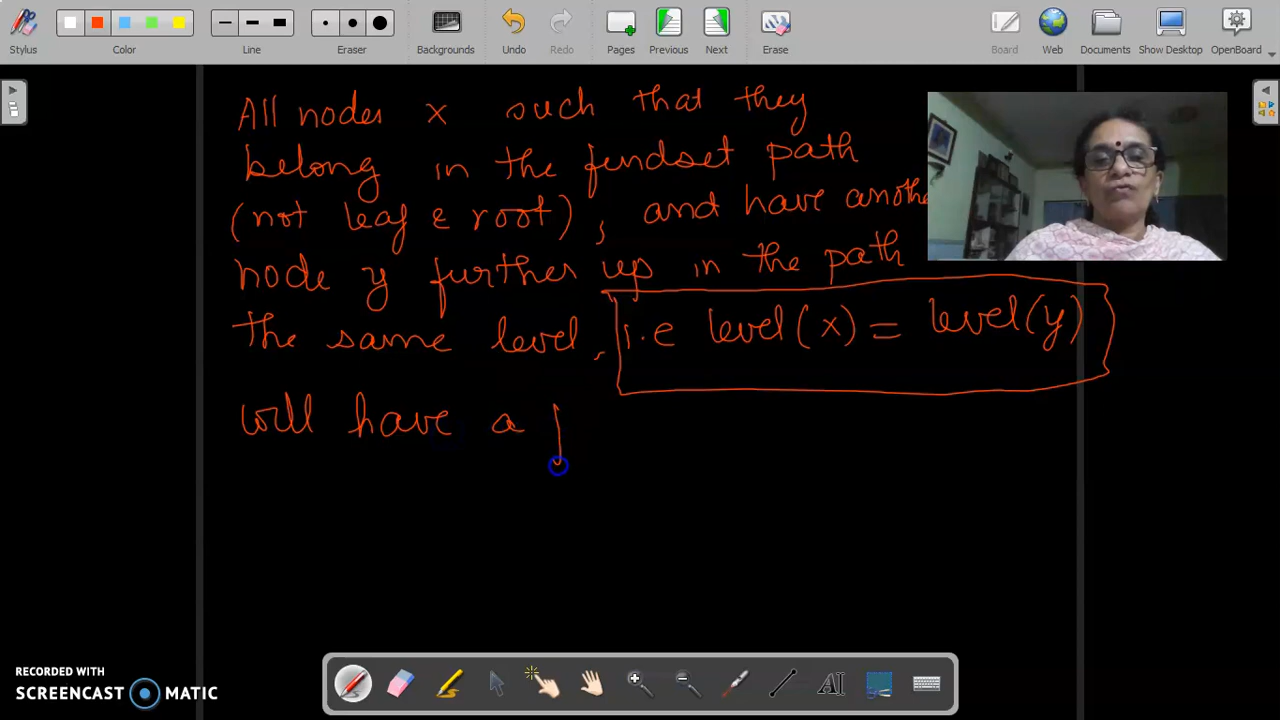 Stylus Color Line Eraser Backgrounds Undo Redo Pages Previous Next Erase Board Web Documents Show Desktop OpenBoard
All nodes x such that they
belong in the findset path
(not leaf & root), and have anothe
node y further up in the path
the same level, i.e level(x) = level(y)
will have a
RECORDED WITH
SCREENCAST MATIC